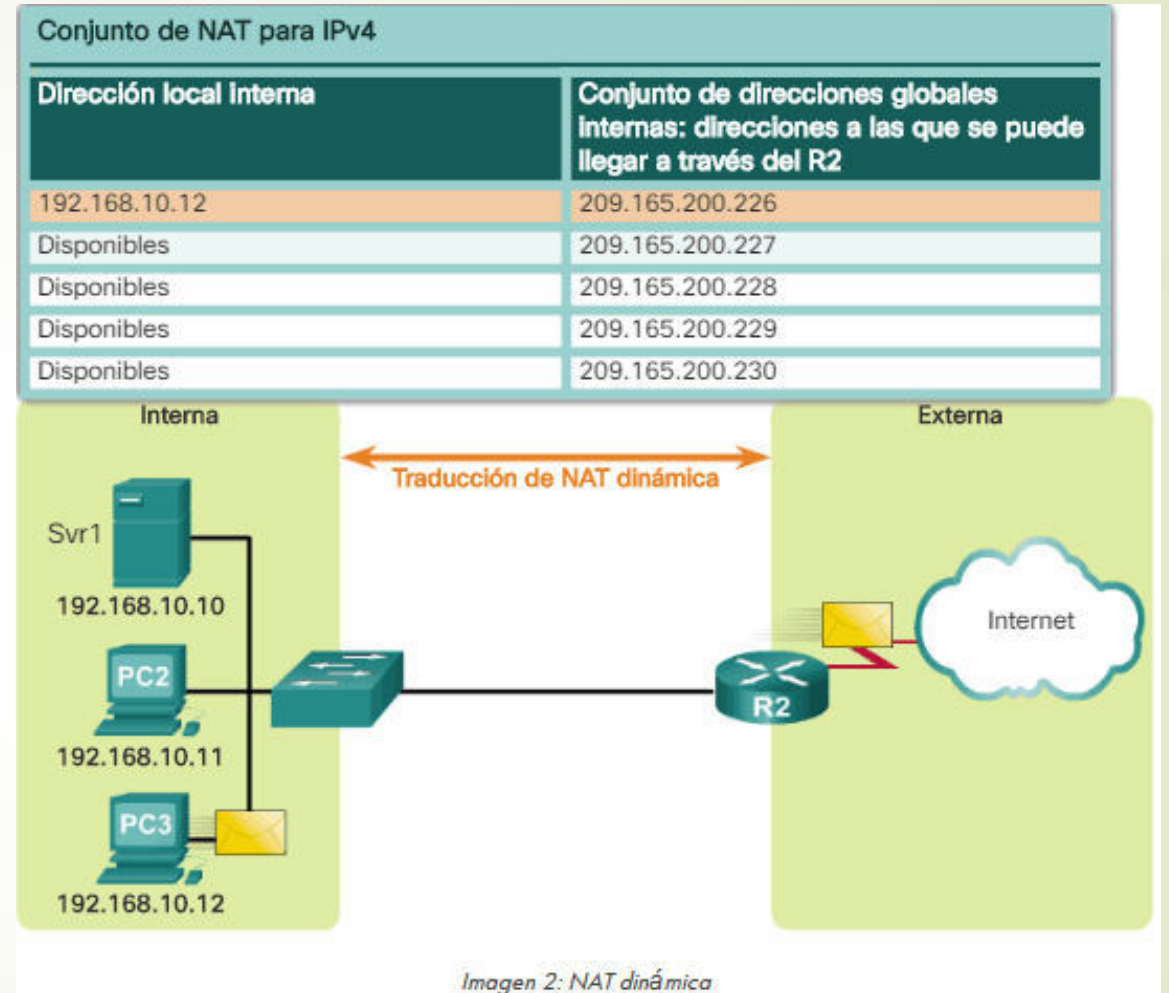 Conjunto de NAT para IPv4
Dirección local interna
Conjunto de direcciones globales
internas: direcciones a las que se puede
llegar a través del R2
192.168.10.12 209.165.200.226
Disponibles 209.165.200.227
Disponibles 209.165.200.228
Disponibles 209.165.200.229
Disponibles 209.165.200.230
Interna
Externa
Traducción de NAT dinámica
Svr1
192.168.10.10
Internet
PC2
R2
192.168.10.11
PC3
192.168.10.12
Imagen 2: NAT dinámica